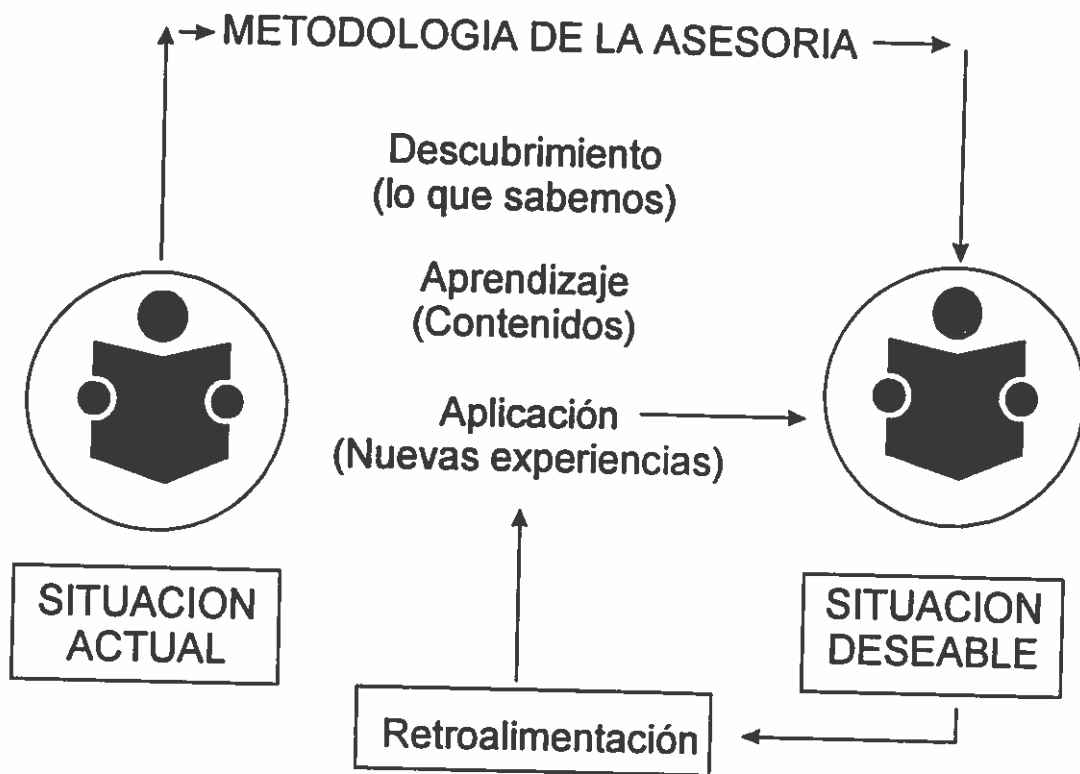 METODOLOGIA DE LA ASESORIA
Descubrimiento
(lo que sabemos)
Aprendizaje
(Contenidos)
Aplicación
(Nuevas experiencias)
SITUACION
ACTUAL
SITUACION
DESEABLE
Retroalimentación